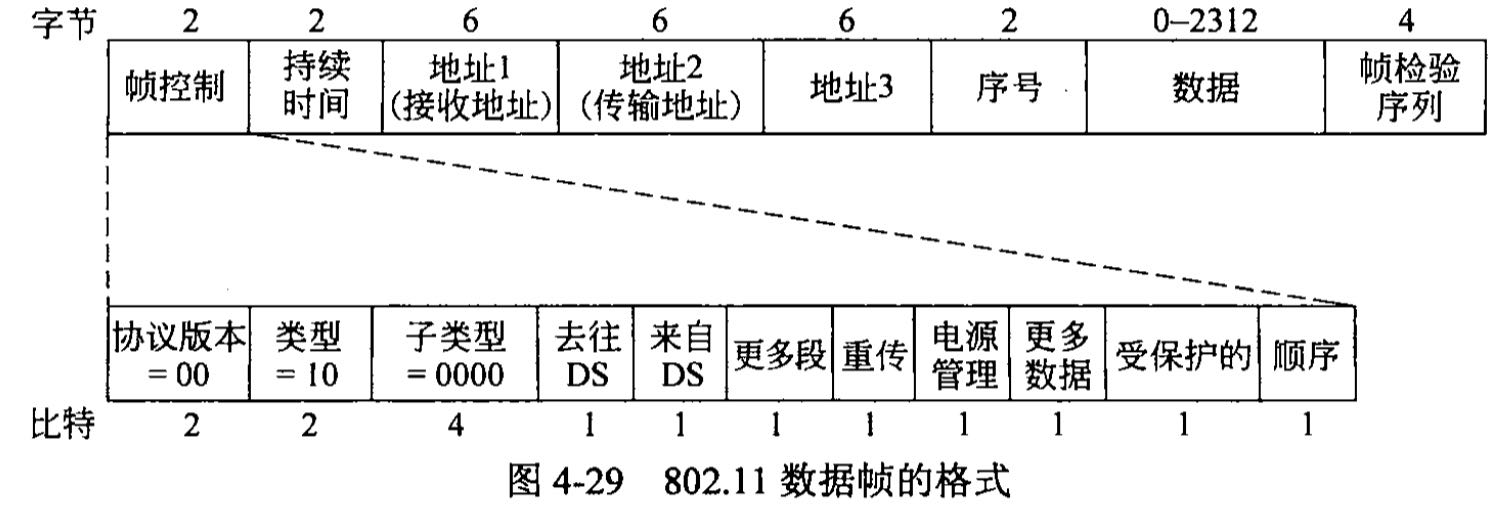 字节 2 2 6 6 6 2 0–2312 4
帧控制 持续时间 地址1(接收地址) 地址2(传输地址) 地址3 序号 数据 帧检验序列
协议版本= 00 类型= 10 子类型= 0000 去往DS 来自DS 更多段 重传 电源管理 更多数据 受保护的 顺序
比特 2 2 4 1 1 1 1 1 1 1 1
图 4-29 802.11 数据帧的格式